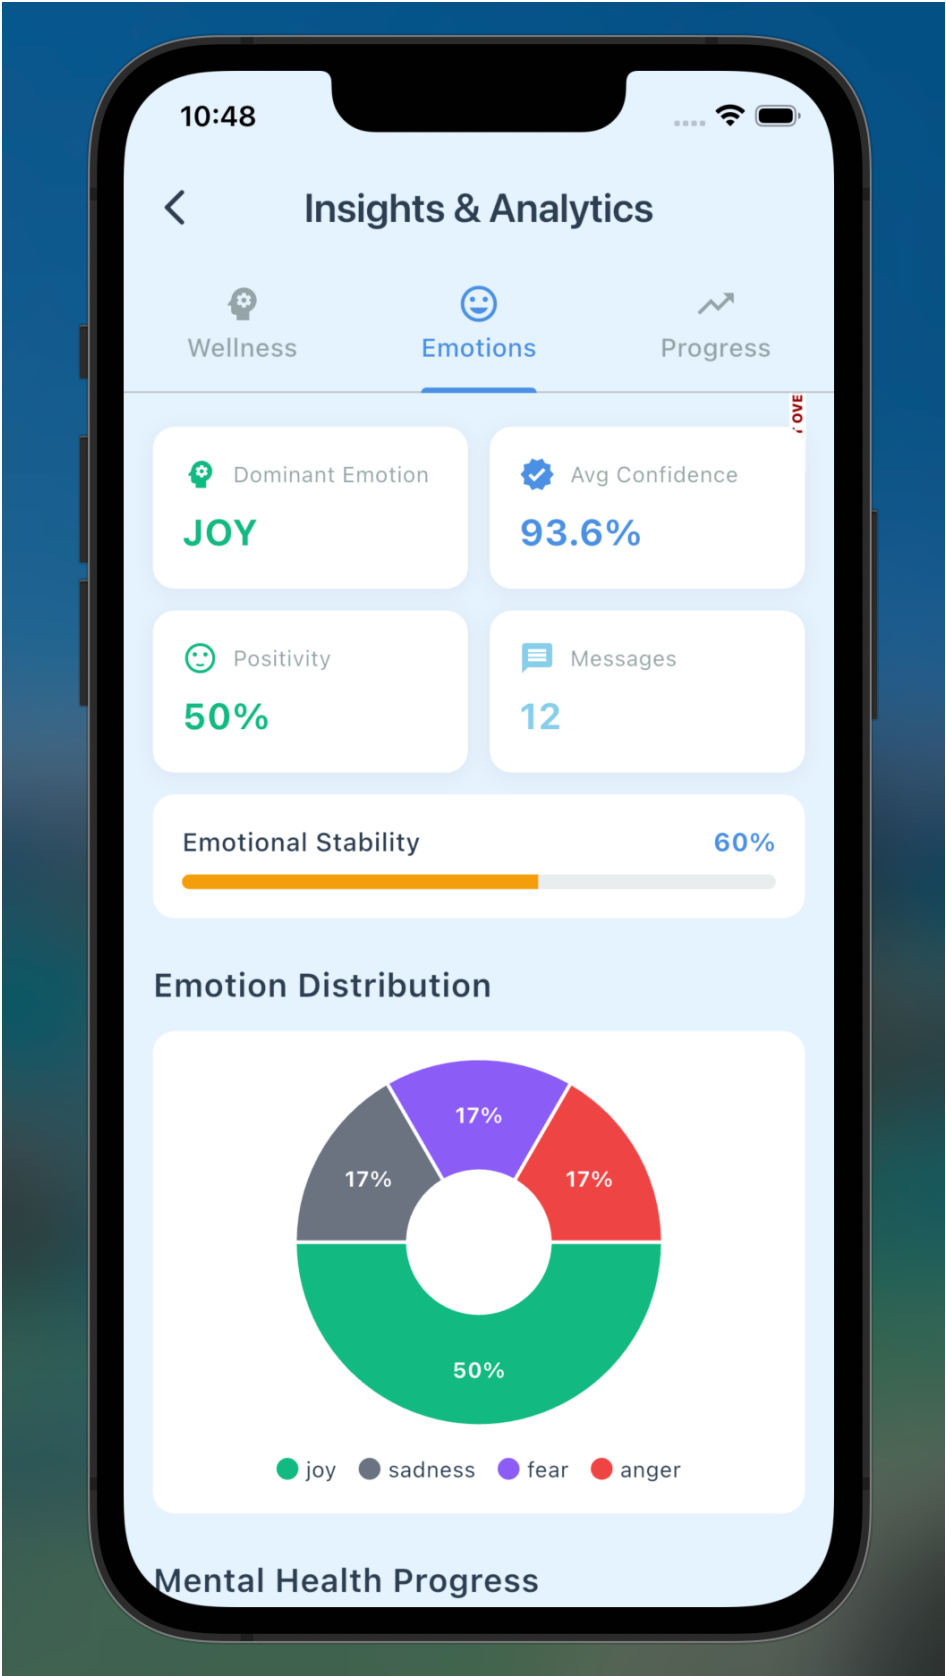 10:48
Insights & Analytics
Wellness
Emotions
Progress
OVE
Dominant Emotion
JOY
Avg Confidence
93.6%
Positivity
50%
Messages
12
Emotional Stability
60%
Emotion Distribution
17%
17%
17%
50%
joy
sadness
fear
anger
Mental Health Progress